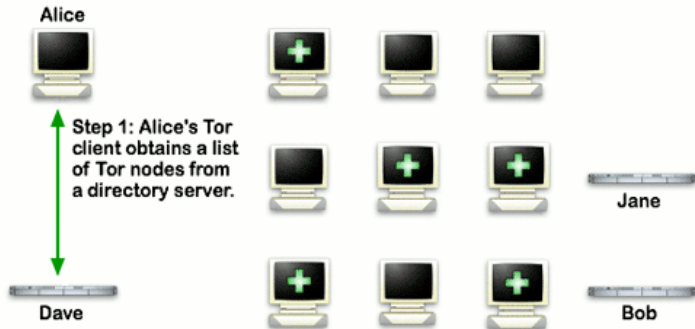 Alice
Step 1: Alice's Tor
client obtains a list
of Tor nodes from
a directory server.
Jane
Dave
Bob